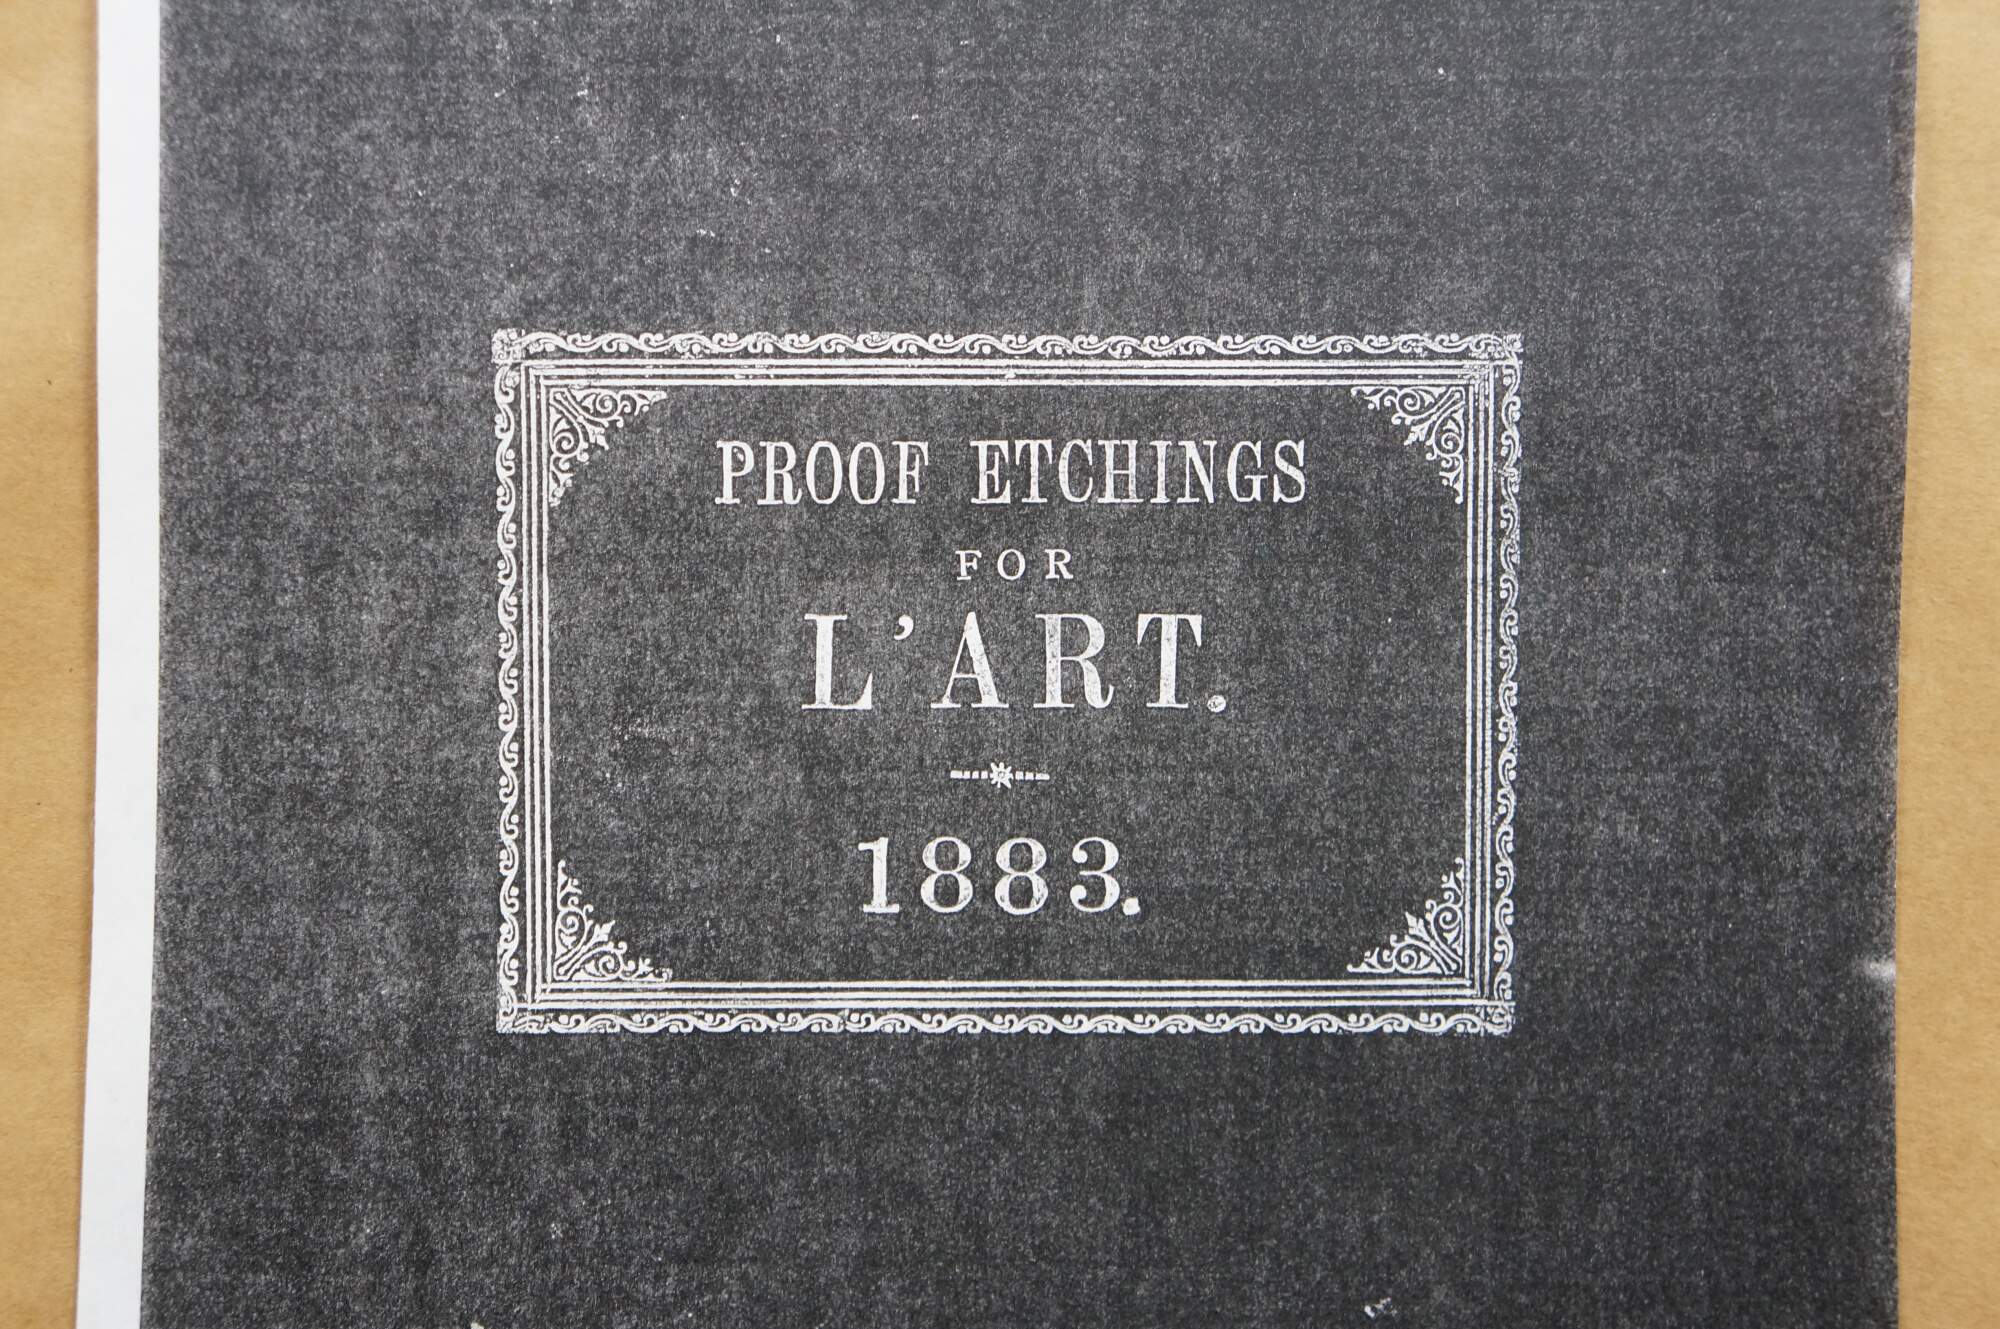 PROOF ETCHINGS
FOR
L'ART.
1883.